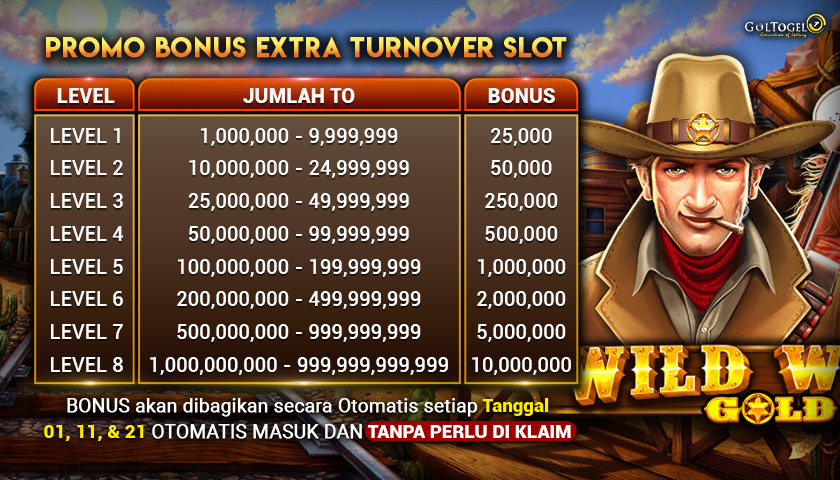 GOLTOGEL
PROMO BONUS EXTRA TURNOVER SLOT
LEVEL JUMLAH TO BONUS
LEVEL 1 1,000,000 - 9,999,999 25,000
LEVEL 2 10,000,000 - 24,999,999 50,000
LEVEL 3 25,000,000 - 49,999,999 250,000
LEVEL 4 50,000,000 - 99,999,999 500,000
LEVEL 5 100,000,000 - 199,999,999 1,000,000
LEVEL 6 200,000,000 - 499,999,999 2,000,000
LEVEL 7 500,000,000 - 999,999,999 5,000,000
LEVEL 8 1,000,000,000 - 999,999,999,999 10,000,000
WILD W
GOLD
BONUS akan dibagikan secara Otomatis setiap Tanggal
01, 11, & 21 OTOMATIS MASUK DAN TANPA PERLU DI KLAIM